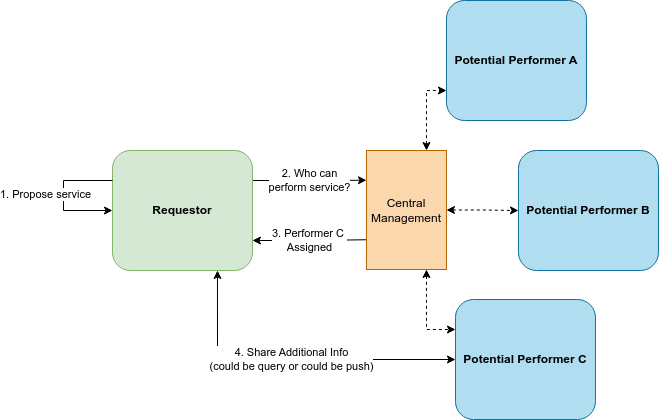 Potential Performer A
1. Propose service
Requestor
2. Who can
perform service?
Central
Management
Potential Performer B
3. Performer C
Assigned
4. Share Additional Info
(could be query or could be push)
Potential Performer C